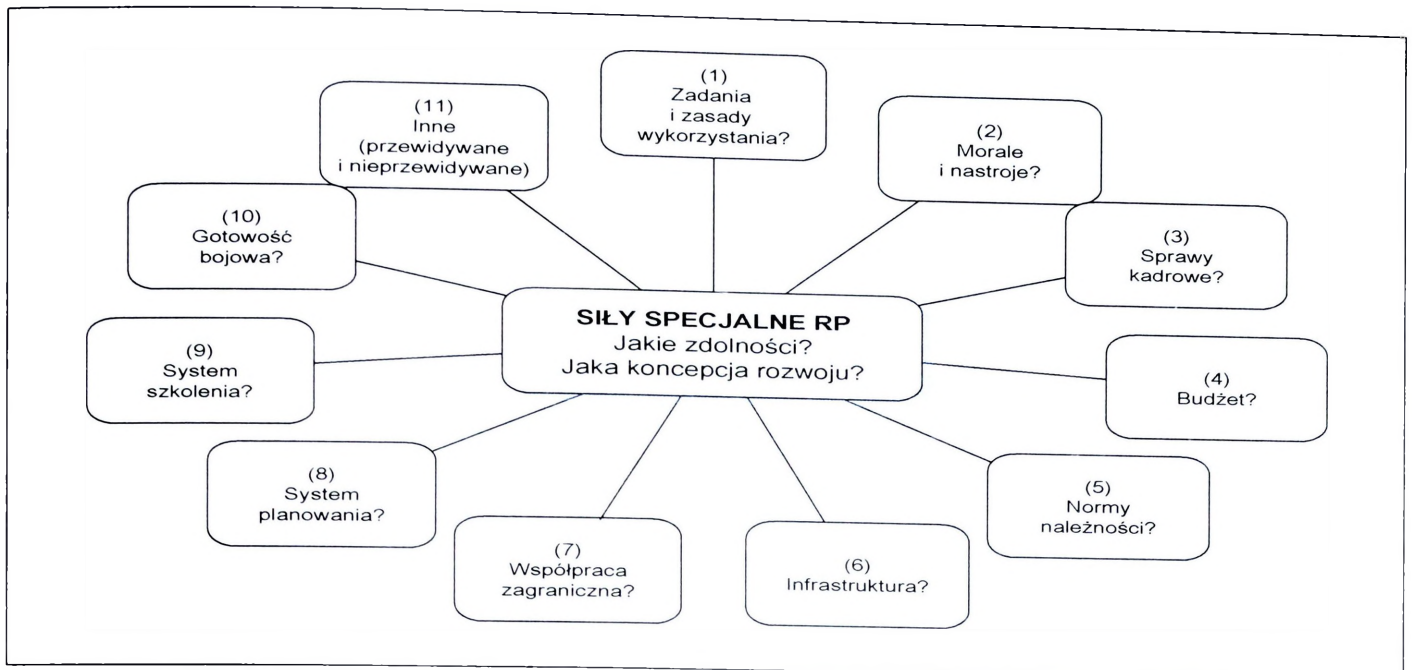 (1)
Zadania
i zasady
wykorzystania?
(2)
Morale
i nastroje?
(3)
Sprawy
kadrowe?
(4)
Budżet?
(5)
Normy
należności?
(6)
Infrastruktura?
(7)
Współpraca
zagraniczna?
(8)
System
planowania?
(9)
System
szkolenia?
(10)
Gotowość
bojowa?
(11)
Inne
(przewidywane
i nieprzewidywane)
SIŁY SPECJALNE RP
Jakie zdolności?
Jaka koncepcja rozwoju?